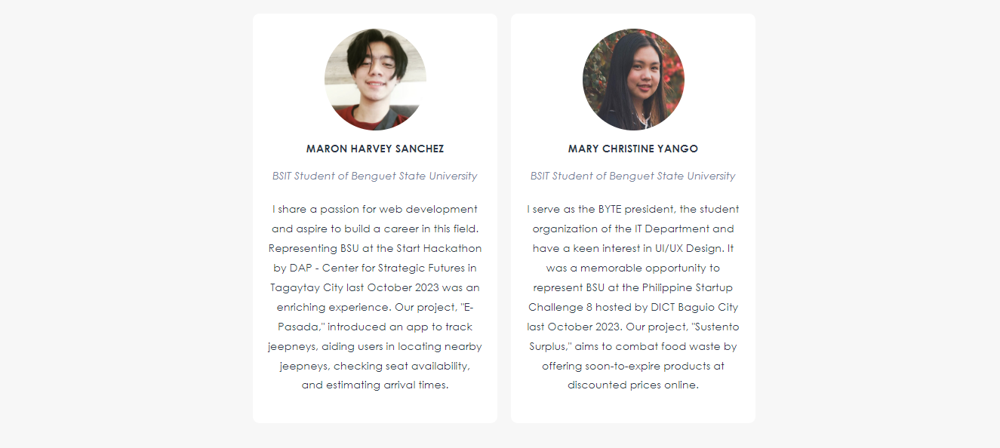 MARON HARVEY SANCHEZ
BSIT Student of Benguet State University
I share a passion for web development
and aspire to build a career in this field.
Representing BSU at the Start Hackathon
by DAP - Center for Strategic Futures in
Tagaytay City last October 2023 was an
enriching experience. Our project, "E-
Pasada," introduced an app to track
jeepneys, aiding users in locating nearby
jeepneys, checking seat availability,
and estimating arrival times.
MARY CHRISTINE YANGO
BSIT Student of Benguet State University
I serve as the BYTE president, the student
organization of the IT Department and
have a keen interest in UI/UX Design. It
was a memorable opportunity to
represent BSU at the Philippine Startup
Challenge 8 hosted by DICT Baguio City
last October 2023. Our project, "Sustento
Surplus," aims to combat food waste by
offering soon-to-expire products at
discounted prices online.